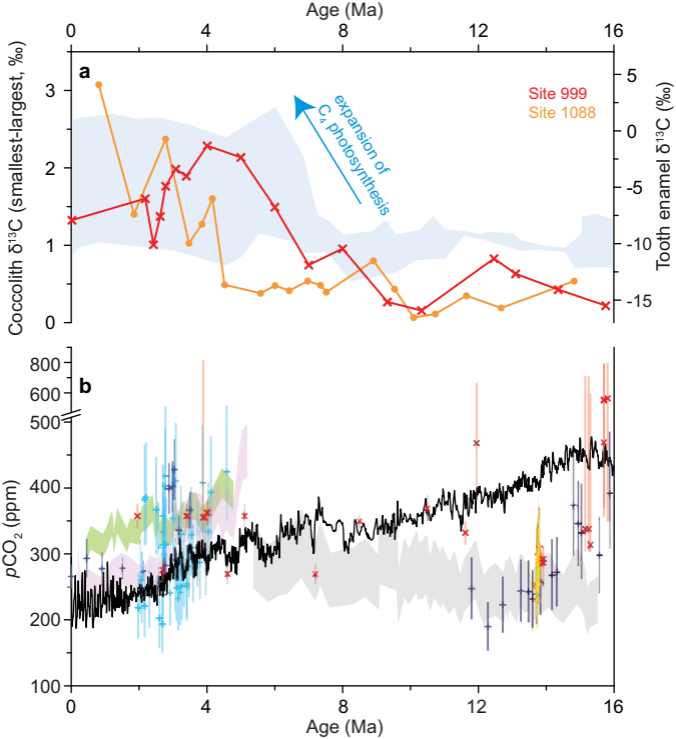 Age (Ma)
0 4 8 12 16
a
Coccolith δ¹³C (smallest-largest, ‰)
3
2
1
0
Tooth enamel δ¹³C (‰)
5
0
-5
-10
-15
Site 999
Site 1088
expansion of
C₄ photosynthesis
b
pCO₂ (ppm)
800
600
500
400
300
200
100
0 4 8 12 16
Age (Ma)